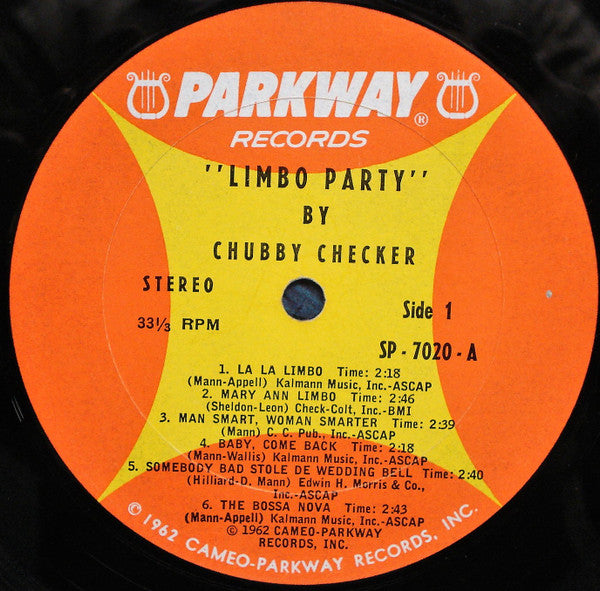 PARKWAY®
RECORDS
"LIMBO PARTY"
BY
CHUBBY CHECKER
STEREO
33⅓ RPM
Side 1
SP - 7020 - A
1. LA LA LIMBO Time: 2:18
(Mann-Appell) Kalmann Music, Inc.-ASCAP
2. MARY ANN LIMBO Time: 2:46
(Sheldon-Leon) Check-Colt, Inc.-BMI
3. MAN SMART, WOMAN SMARTER Time: 2:39
(Mann) C. C. Pub., Inc.-ASCAP
4. BABY, COME BACK Time: 2:18
(Mann-Wallis) Kalmann Music, Inc.-ASCAP
5. SOMEBODY BAD STOLE DE WEDDING BELL Time: 2:40
(Hilliard-D. Mann) Edwin H. Morris & Co.,
Inc.-ASCAP
6. THE BOSSA NOVA Time: 2:43
(Mann-Appell) Kalmann Music, Inc.-ASCAP
© 1962 CAMEO-PARKWAY
RECORDS, INC.
© 1962 CAMEO-PARKWAY RECORDS, INC.